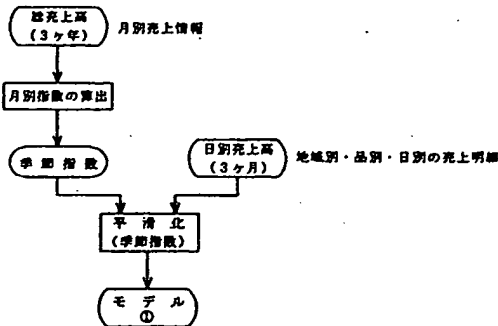 総売上高
(3ヶ年)
月別売上情報
月別指数の算出
季節指数
日別売上高
(3ヶ月)
地域別・品別・日別の売上明細
平滑化
(季節指数)
モデル
①